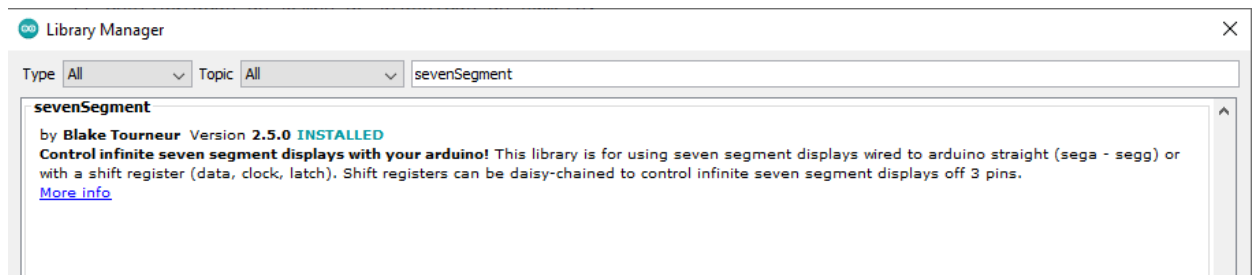 Library Manager
Type All Topic All sevenSegment
sevenSegment
by Blake Tourneur Version 2.5.0 INSTALLED
Control infinite seven segment displays with your arduino! This library is for using seven segment displays wired to arduino straight (sega - segg) or
with a shift register (data, clock, latch). Shift registers can be daisy-chained to control infinite seven segment displays off 3 pins.
More info